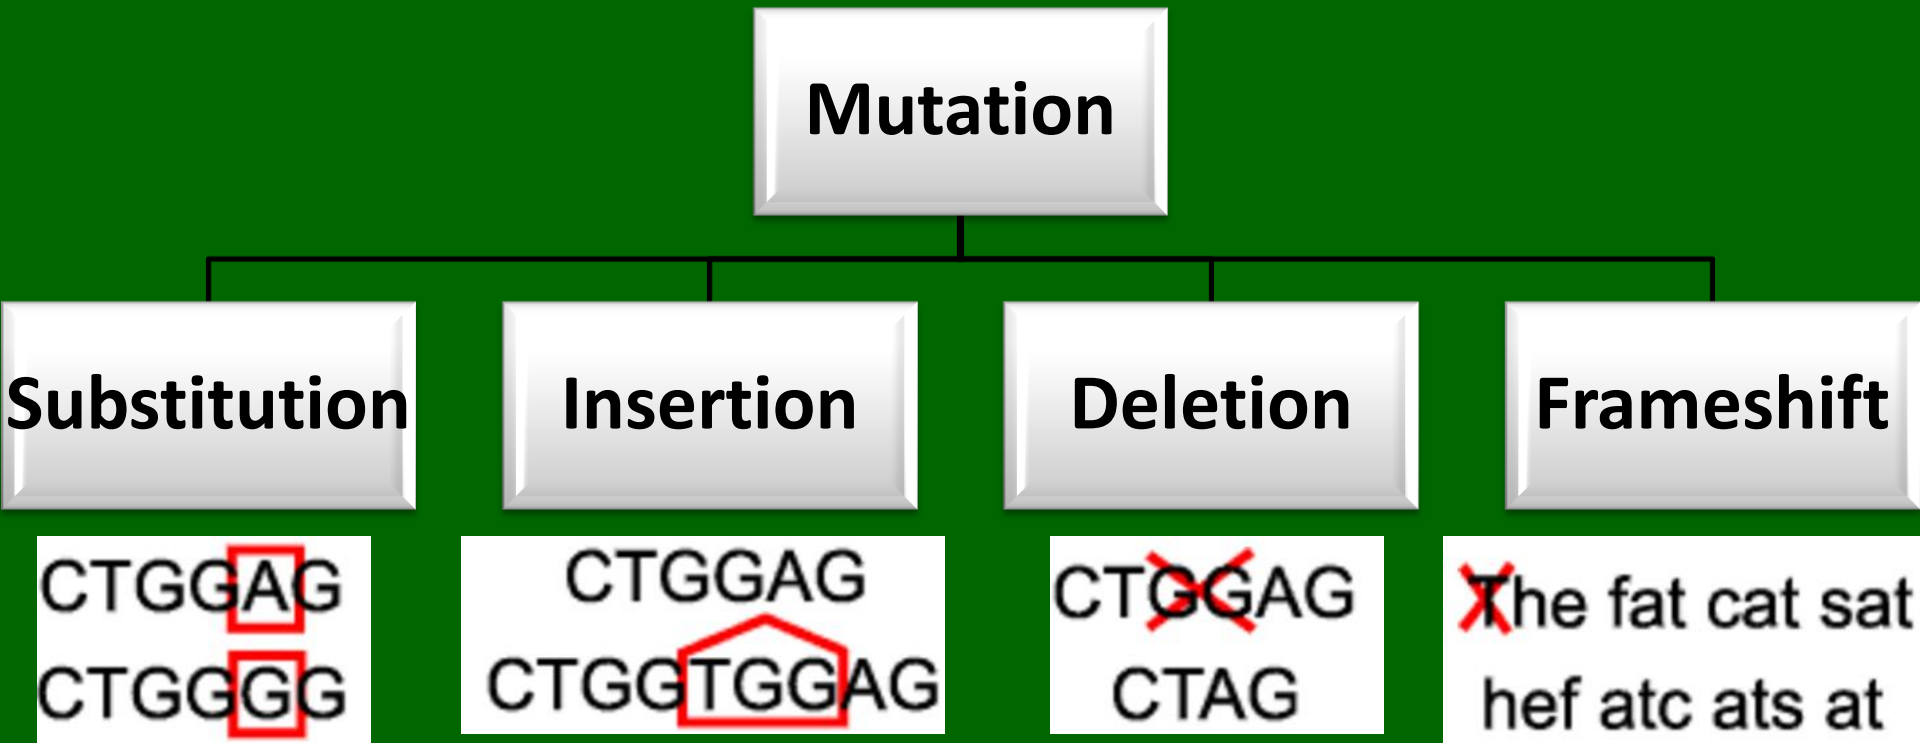 Mutation
Substitution
Insertion
Deletion
Frameshift
CTGGAG
CTGGGG
CTGGAG
CTGGTGGAG
CTGGAG
CTAG
The fat cat sat
hef atc ats at